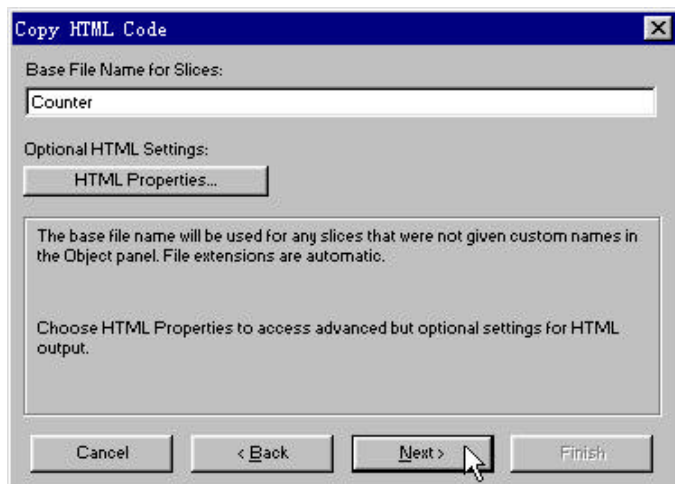 Copy HTML Code
Base File Name for Slices:
Counter
Optional HTML Settings:
HTML Properties...
The base file name will be used for any slices that were not given custom names in
the Object panel. File extensions are automatic.
Choose HTML Properties to access advanced but optional settings for HTML
output.
Cancel
< Back
Next >
Finish